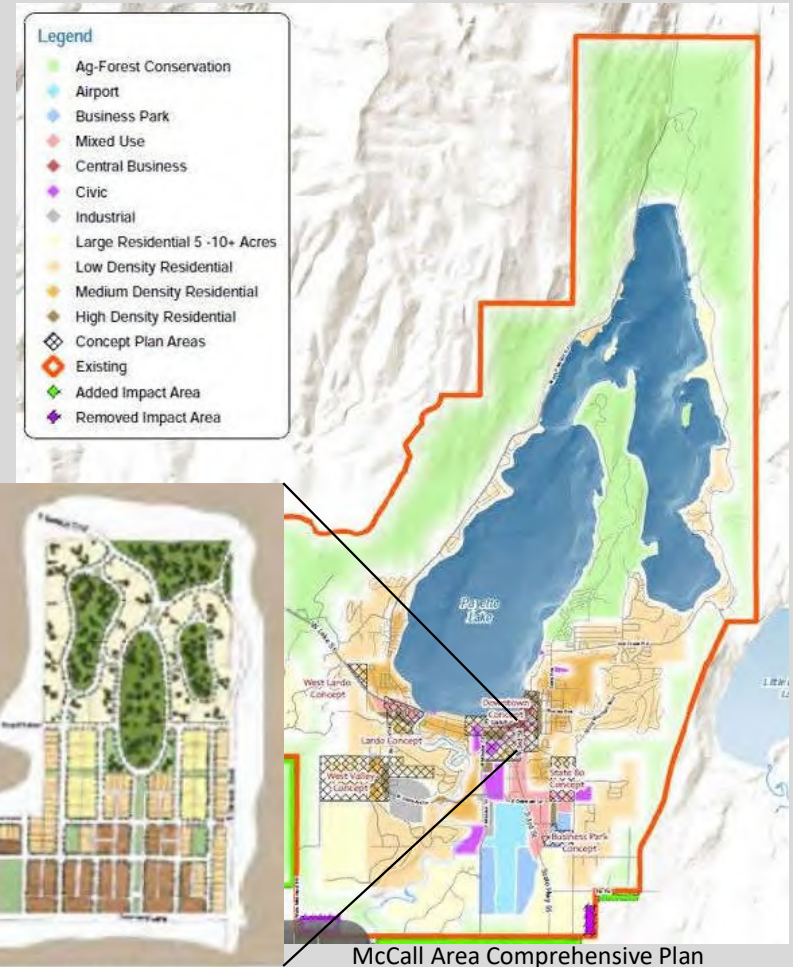 Legend
Ag-Forest Conservation
Airport
Business Park
Mixed Use
Central Business
Civic
Industrial
Large Residential 5 -10+ Acres
Low Density Residential
Medium Density Residential
High Density Residential
Concept Plan Areas
Existing
Added Impact Area
Removed Impact Area
Payette
Lake
West Lardo
Concept
Downtown
Concept
Lardo Concept
West Valley
Concept
State 80
Concept
Business Park
Concept
McCall Area Comprehensive Plan